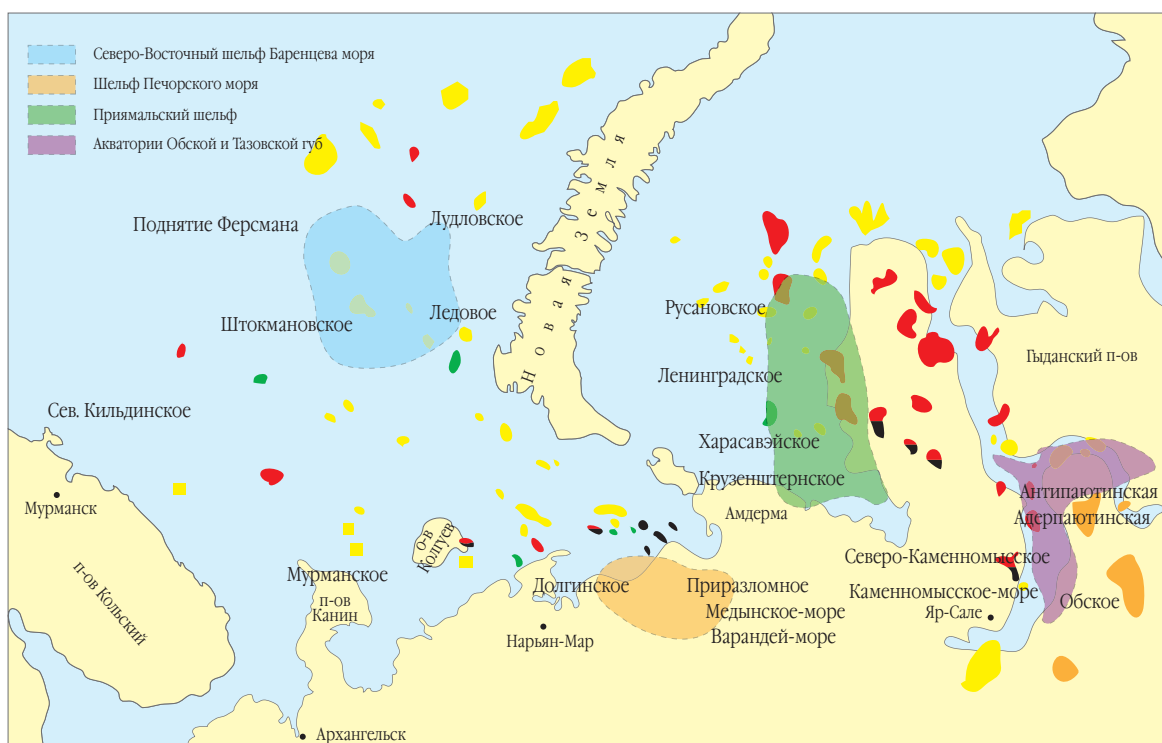 Северо-Восточный шельф Баренцева моря
Шельф Печорского моря
Приямальский шельф
Акватории Обской и Тазовской губ
Поднятие Ферсмана
Лудловское
Новая Земля
Русановское
Штокмановское
Ледовое
Гыданский п-ов
Ленинградское
Сев. Кильдинское
Харасавэйское
Крузенштернское
Мурманск
Антипаютинская
Амдерма
Адерпаютинская
о-в
Колгуев
Северо-Каменномысское
п-ов Кольский
Мурманское
Долгинское
Приразломное
Каменномысское-море
п-ов
Канин
Медынское-море
Яр-Сале
Обское
Нарьян-Мар
Варандей-море
Архангельск